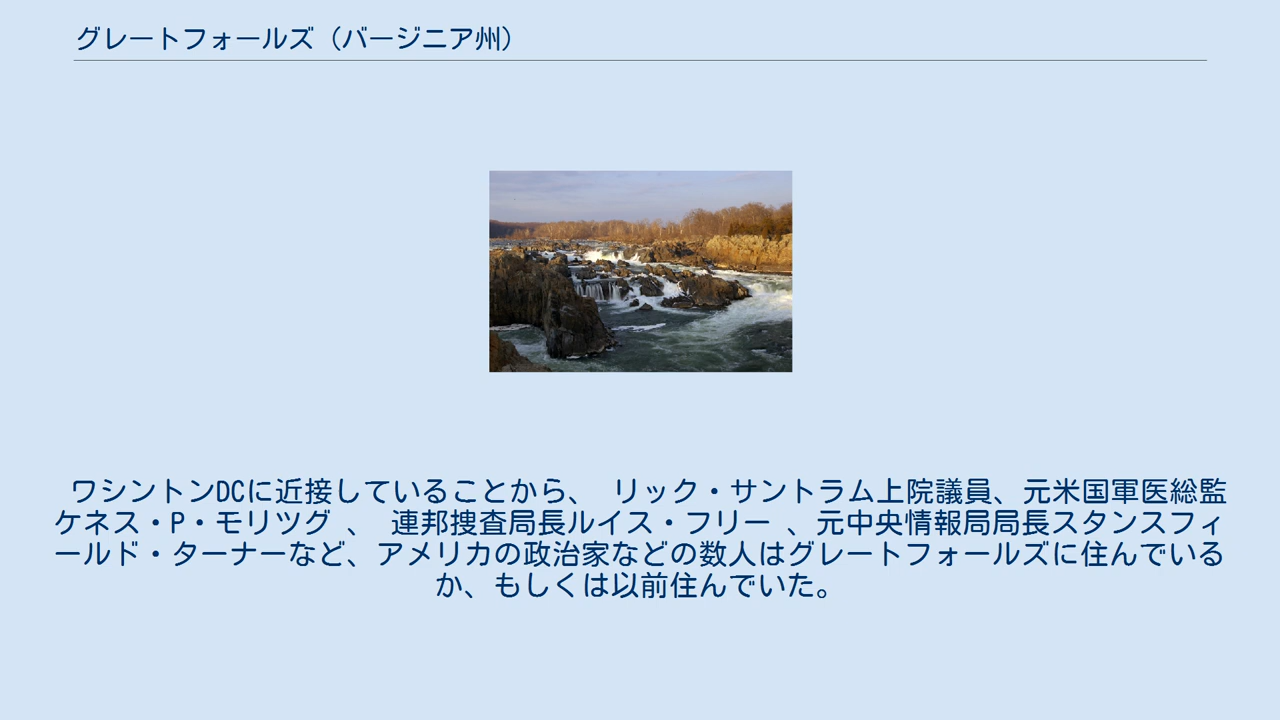 グレートフォールズ（バージニア州）
ワシントンDCに近接していることから、 リック・サントラム上院議員、元米国軍医総監
ケネス・P・モリツグ 、 連邦捜査局長ルイス・フリー 、元中央情報局局長スタンスフィ
ールド・ターナーなど、アメリカの政治家などの数人はグレートフォールズに住んでいる
か、もしくは以前住んでいた。